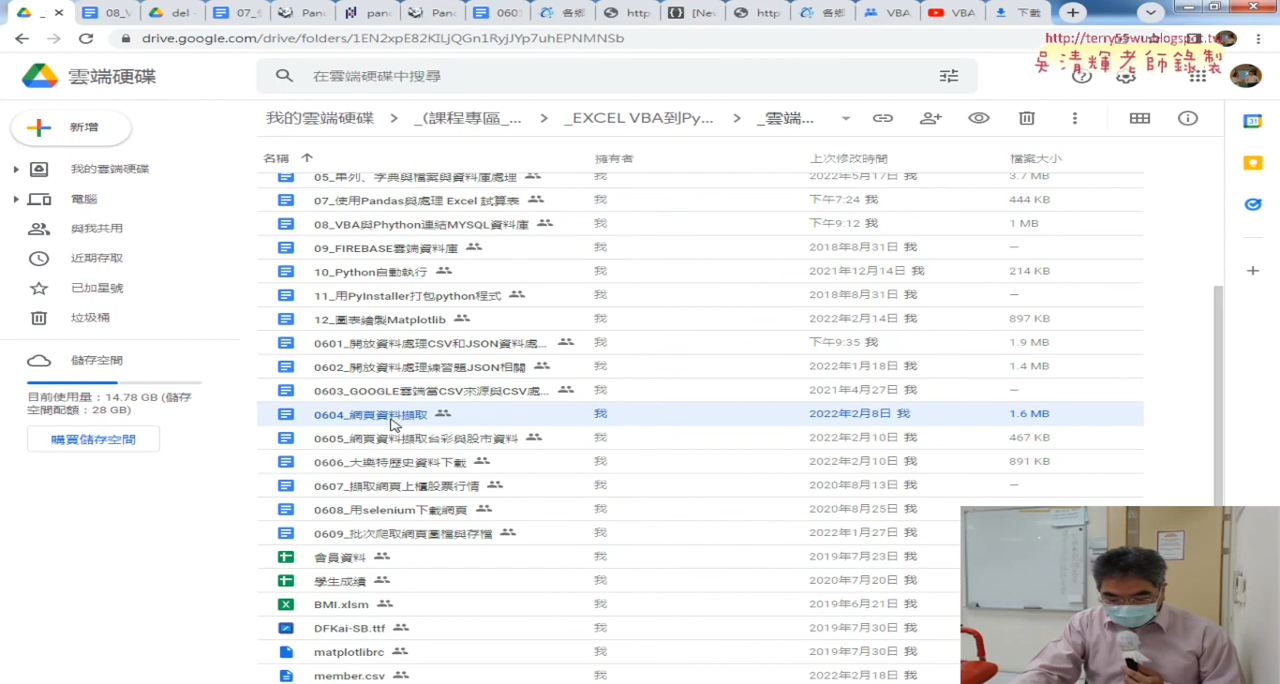 08_V
del -
07_
Pand
pand
Pand
060
各鄉
http
[Ne
http
各鄉
VBA
VBA
下載
drive.google.com/drive/folders/1EN2xpE82KILjQGn1RyjJYp7uhEPNMNSb
http://terry55wu.blogspot.tw
吳清輝老師錄製
雲端硬碟
在雲端硬碟中搜尋
新增
我的雲端硬碟 > _(課程專區_... > _EXCEL VBA到Py... > _雲端...
名稱 擁有者 上次修改時間 檔案大小
我的雲端硬碟
電腦
與我共用
近期存取
已加星號
垃圾桶
儲存空間
目前使用量：14.78 GB (儲存
空間配額：28 GB)
購買儲存空間
05_串列、字典與檔案與資料庫處理 我 2022年5月17日 我 3.7 MB
07_使用Pandas與處理 Excel 試算表 我 下午7:24 我 444 KB
08_VBA與Phython連結MYSQL資料庫 我 下午9:12 我 1 MB
09_FIREBASE雲端資料庫 我 2018年8月31日 我 —
10_Python自動執行 我 2021年12月14日 我 214 KB
11_用PyInstaller打包python程式 我 2018年8月31日 我 —
12_圖表繪製Matplotlib 我 2022年2月14日 我 897 KB
0601_開放資料處理CSV和JSON資料處... 我 下午9:35 我 1.9 MB
0602_開放資料處理練習題JSON相關 我 2022年1月18日 我 1.4 MB
0603_GOOGLE雲端當CSV來源與CSV處... 我 2021年4月27日 我 —
0604_網頁資料擷取 我 2022年2月8日 我 1.6 MB
0605_網頁資料擷取台彩與股市資料 我 2022年2月10日 我 467 KB
0606_大樂特歷史資料下載 我 2022年2月10日 我 891 KB
0607_擷取網頁上櫃股票行情 我 2020年8月13日 我 —
0608_用selenium下載網頁 我 2022年2月10日 我
0609_批次爬取網頁圖檔與存檔 我 2022年1月27日 我
會員資料 我 2019年7月23日 我
學生成績 我 2020年7月20日 我
BMI.xlsm 我 2019年6月21日 我
DFKai-SB.ttf 我 2019年7月30日 我
matplotlibrc 我 2019年7月30日 我
member.csv 我 2022年2月22日 我